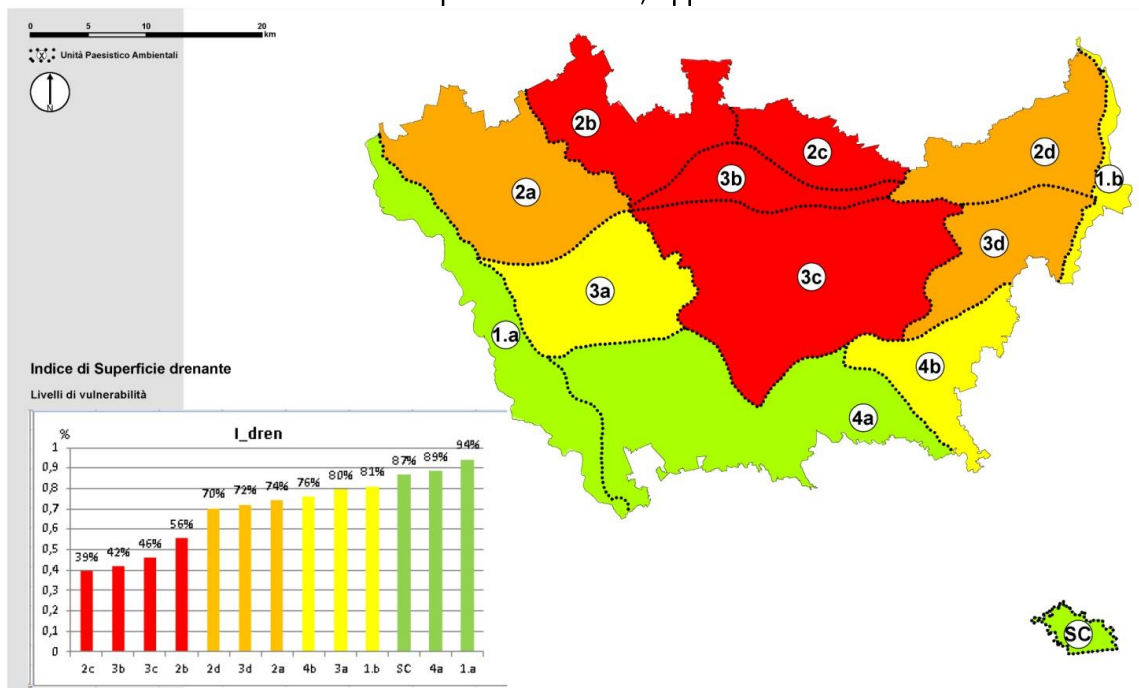 0 5 10 20
km
x Unità Paesistico Ambientali
N
2b
2c
2d
3b
1.b
2a
3d
3c
3a
1.a
4b
4a
SC
Indice di Superficie drenante
Livelli di vulnerabilità
% I_dren
1
0,9
0,8
0,7
0,6
0,5
0,4
0,3
0,2
0,1
0
39% 42% 46% 56% 70% 72% 74% 76% 80% 81% 87% 89% 94%
2c 3b 3c 2b 2d 3d 2a 4b 3a 1.b SC 4a 1.a